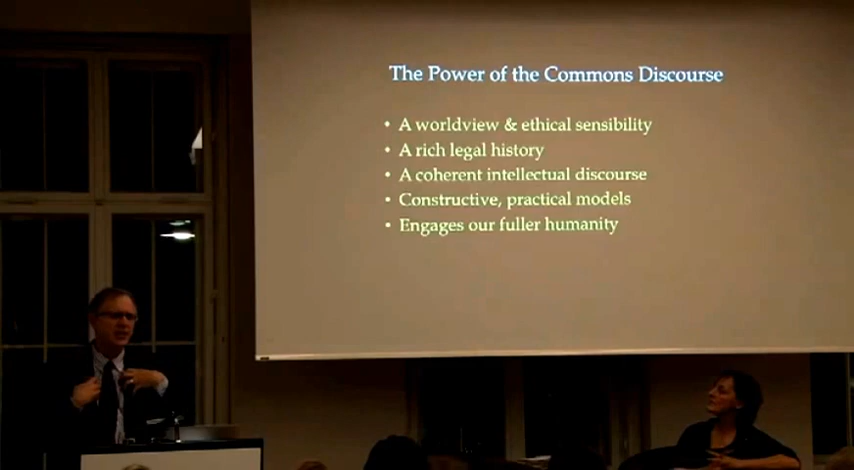 The Power of the Commons Discourse
• A worldview & ethical sensibility
• A rich legal history
• A coherent intellectual discourse
• Constructive, practical models
• Engages our fuller humanity